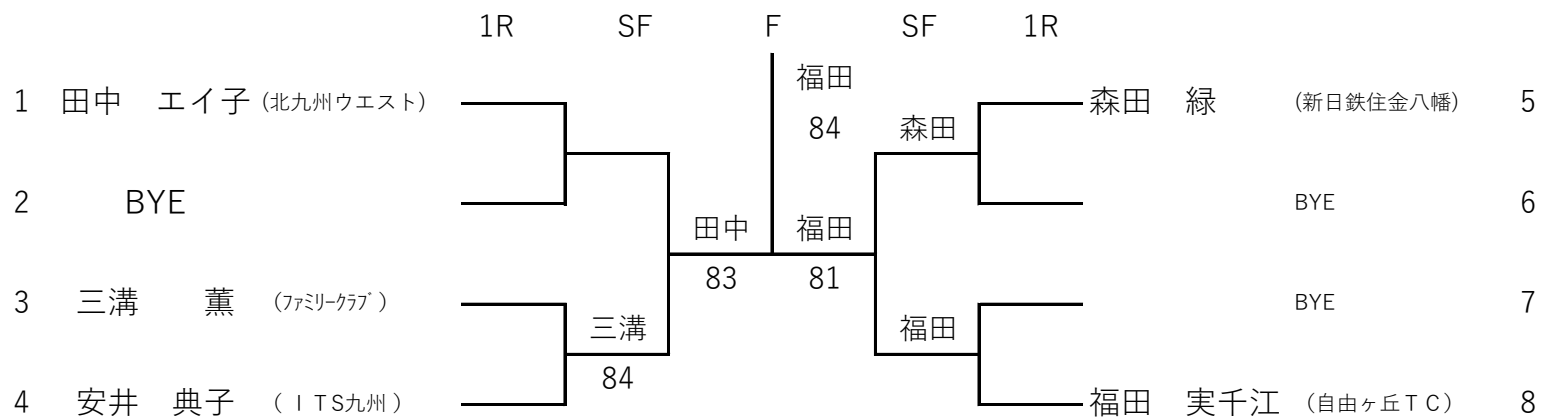 1R SF F SF 1R
福田
1 田中 エイ子 (北九州ウエスト) 森田 緑 (新日鉄住金八幡) 5
84 森田
2 BYE BYE 6
田中 福田
83 81
3 三溝 薫 (ﾌｧﾐﾘｰｸﾗﾌﾞ) BYE 7
三溝 福田
84
4 安井 典子 (ＩＴS九州) 福田 実千江 (自由ヶ丘ＴＣ) 8